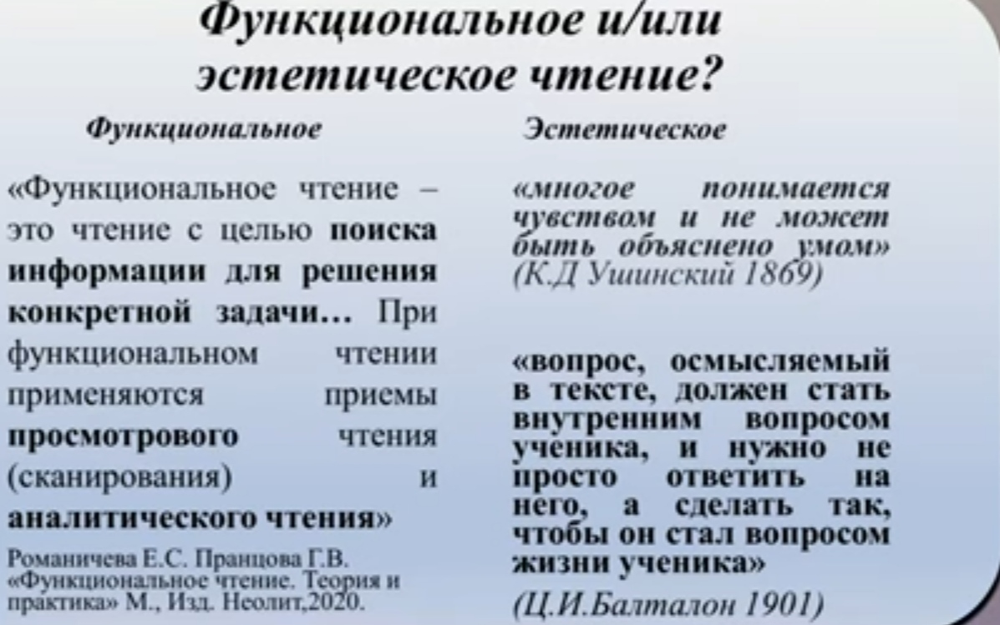 Функциональное и/или
эстетическое чтение?
Функциональное
«Функциональное чтение –
это чтение с целью поиска
информации для решения
конкретной задачи... При
функциональном чтении
применяются приемы
просмотрового чтения
(сканирования) и
аналитического чтения»
Романичева Е.С. Пранцова Г.В.
«Функциональное чтение. Теория и
практика» М., Изд. Неолит,2020.
Эстетическое
«многое понимается
чувством и не может
быть объяснено умом»
(К.Д Ушинский 1869)
«вопрос, осмысляемый
в тексте, должен стать
внутренним вопросом
ученика, и нужно не
просто ответить на
него, а сделать так,
чтобы он стал вопросом
жизни ученика»
(Ц.И.Балталон 1901)